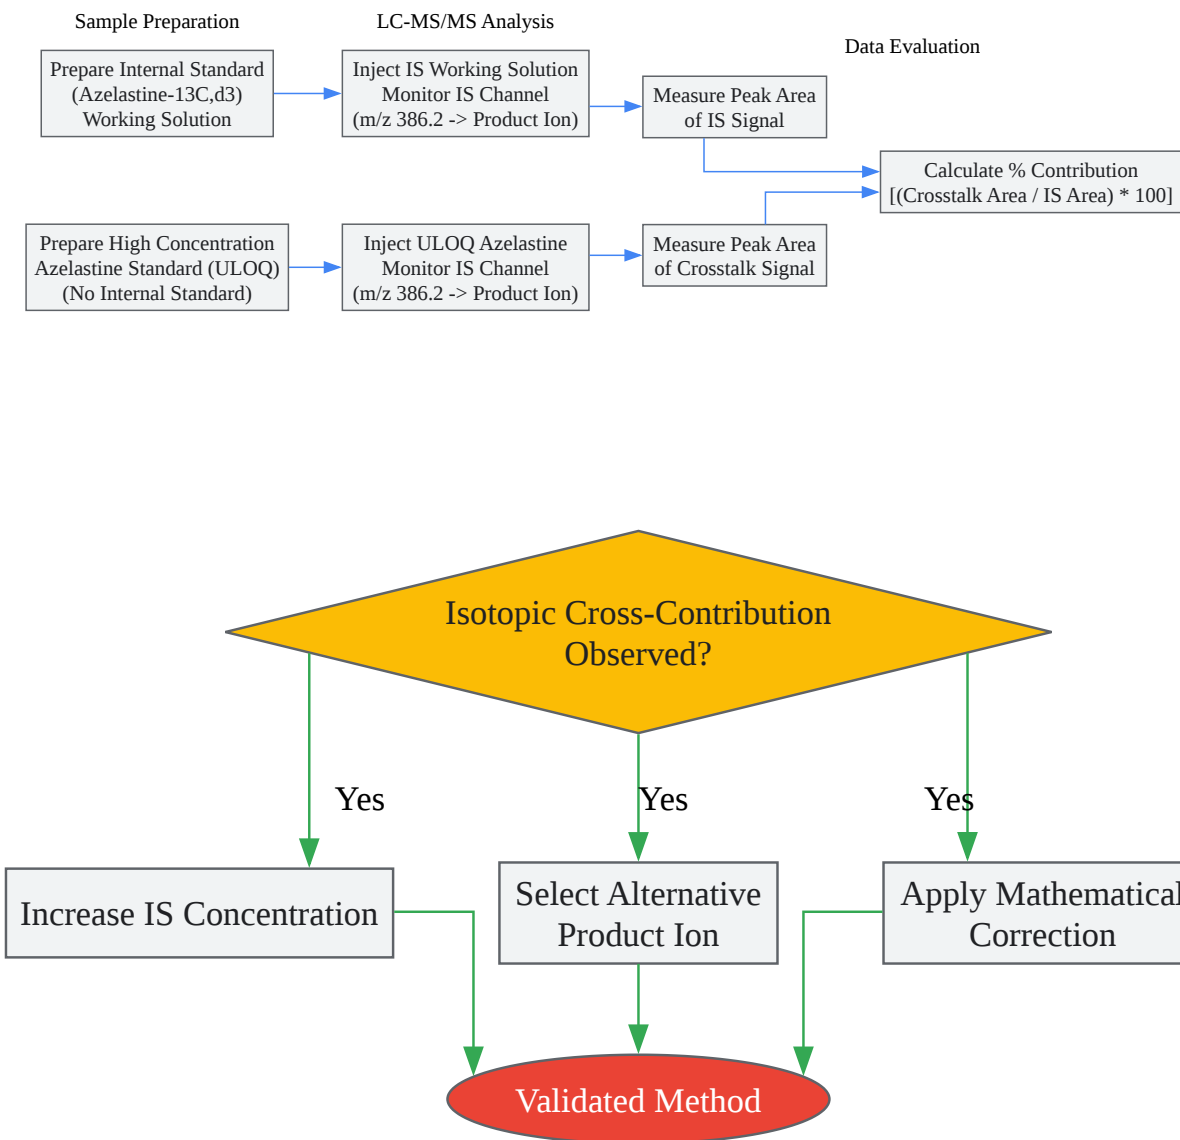 Sample Preparation
LC-MS/MS Analysis
Data Evaluation
Prepare Internal Standard
(Azelastine-13C,d3)
Working Solution
Inject IS Working Solution
Monitor IS Channel
(m/z 386.2 -> Product Ion)
Measure Peak Area
of IS Signal
Calculate % Contribution
[(Crosstalk Area / IS Area) * 100]
Prepare High Concentration
Azelastine Standard (ULOQ)
(No Internal Standard)
Inject ULOQ Azelastine
Monitor IS Channel
(m/z 386.2 -> Product Ion)
Measure Peak Area
of Crosstalk Signal
Isotopic Cross-Contribution
Observed?
Yes
Yes
Yes
Increase IS Concentration
Select Alternative
Product Ion
Apply Mathematical
Correction
Validated Method